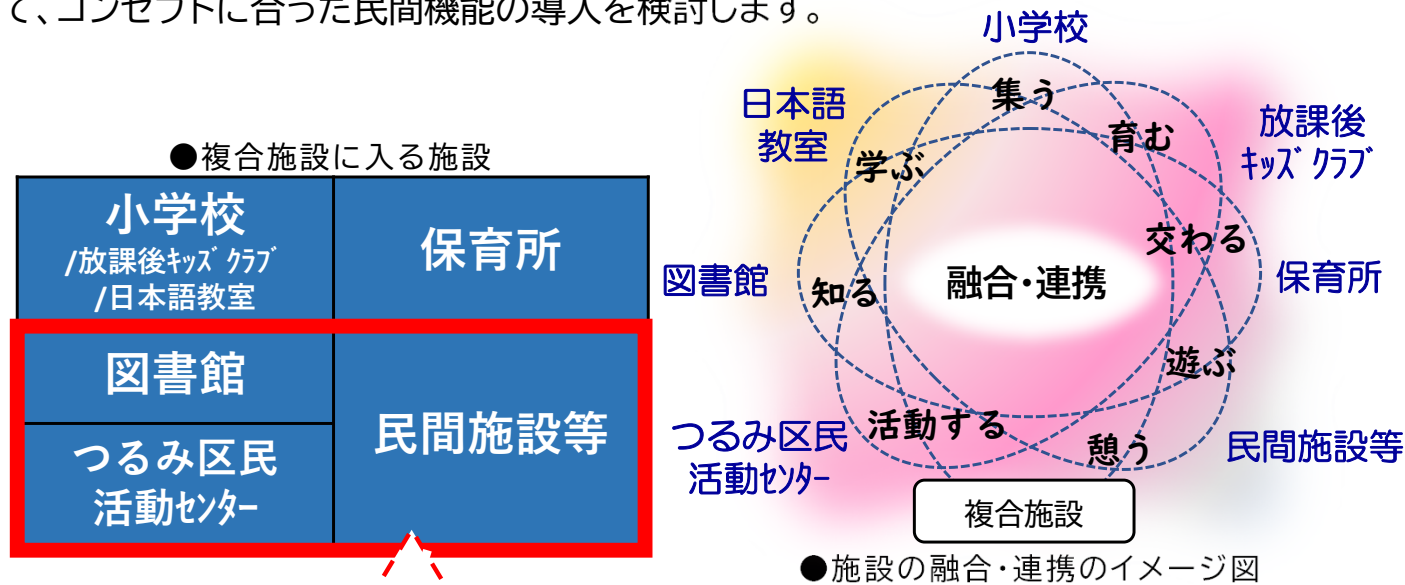 て、コンセプトに合った民間機能の導入を検討します。
●複合施設に入る施設
小学校
/放課後ｷｯｽﾞｸﾗﾌﾞ
/日本語教室
保育所
図書館
つるみ区民
活動ｾﾝﾀｰ
民間施設等
小学校
日本語
教室
放課後
ｷｯｽﾞｸﾗﾌﾞ
図書館
保育所
つるみ区民
活動ｾﾝﾀｰ
民間施設等
集う
育む
学ぶ
交わる
知る
融合・連携
遊ぶ
活動する
憩う
複合施設
●施設の融合・連携のイメージ図